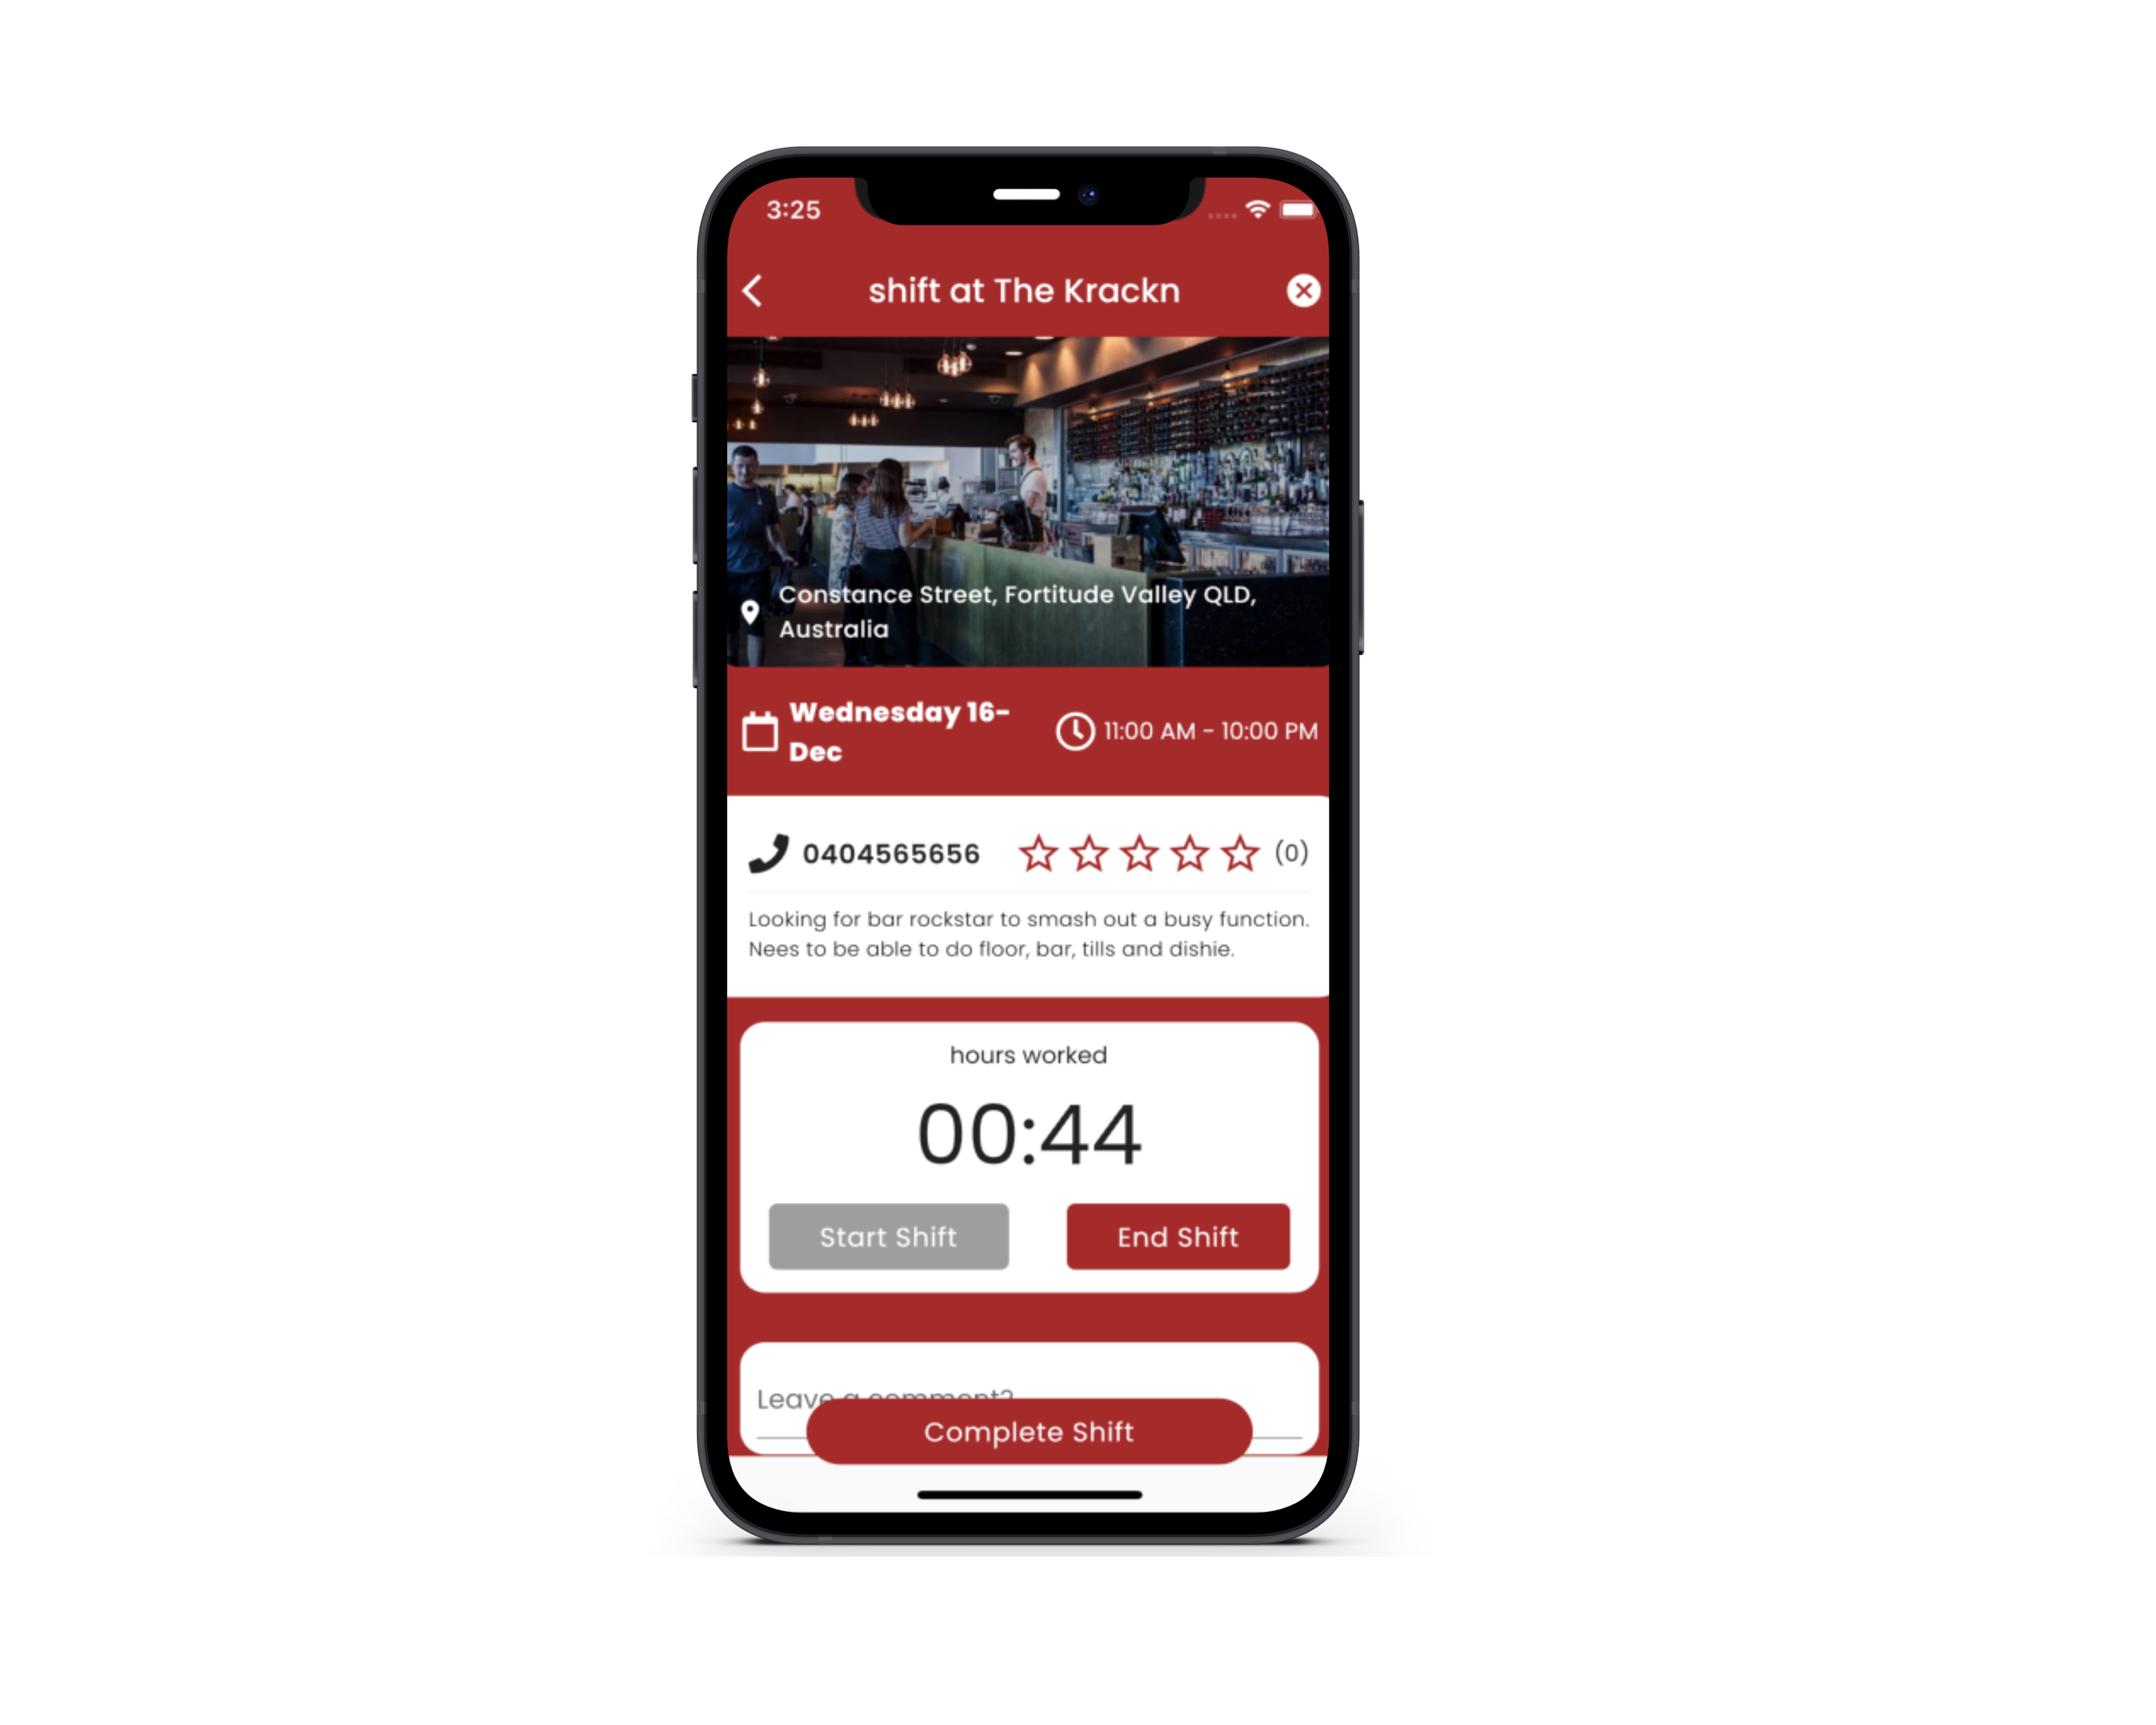 3:25
shift at The Krackn
Constance Street, Fortitude Valley QLD,
Australia
Wednesday 16-
Dec
11:00 AM - 10:00 PM
0404565656
(0)
Looking for bar rockstar to smash out a busy function.
Nees to be able to do floor, bar, tills and dishie.
hours worked
00:44
Start Shift
End Shift
Leave a comment?
Complete Shift